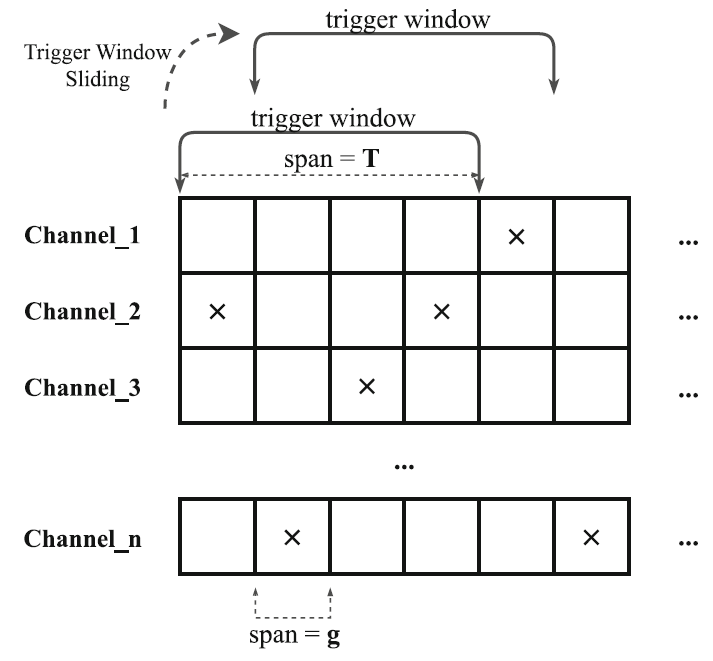 trigger window
Trigger Window
Sliding
trigger window
span = T
Channel_1 × ...
Channel_2 × × ...
Channel_3 × ...
...
Channel_n × × ...
span = g